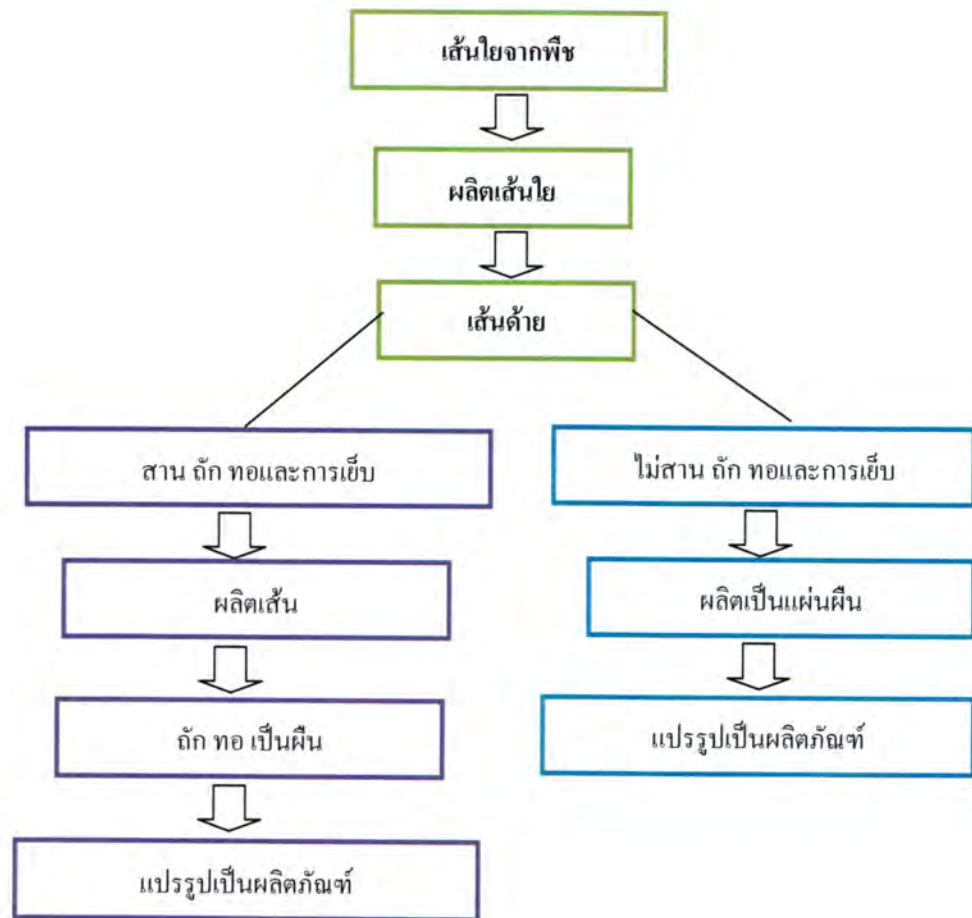 เส้นใยจากพืช
ผลิตเส้นใย
เส้นด้าย
สาน ถัก ทอและการเย็บ
ไม่สาน ถัก ทอและการเย็บ
ผลิตเส้น
ผลิตเป็นแผ่นผืน
ถัก ทอ เป็นผืน
แปรรูปเป็นผลิตภัณฑ์
แปรรูปเป็นผลิตภัณฑ์